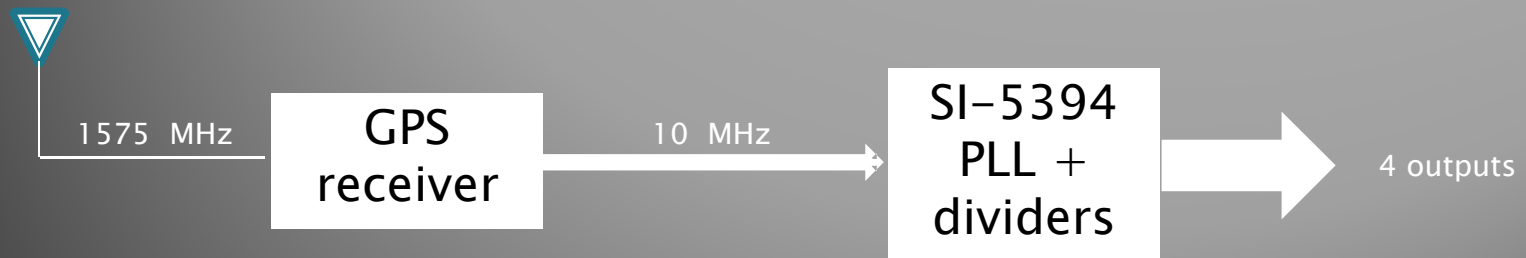 1575 MHz
GPS
receiver
10 MHz
SI-5394
PLL +
dividers
4 outputs